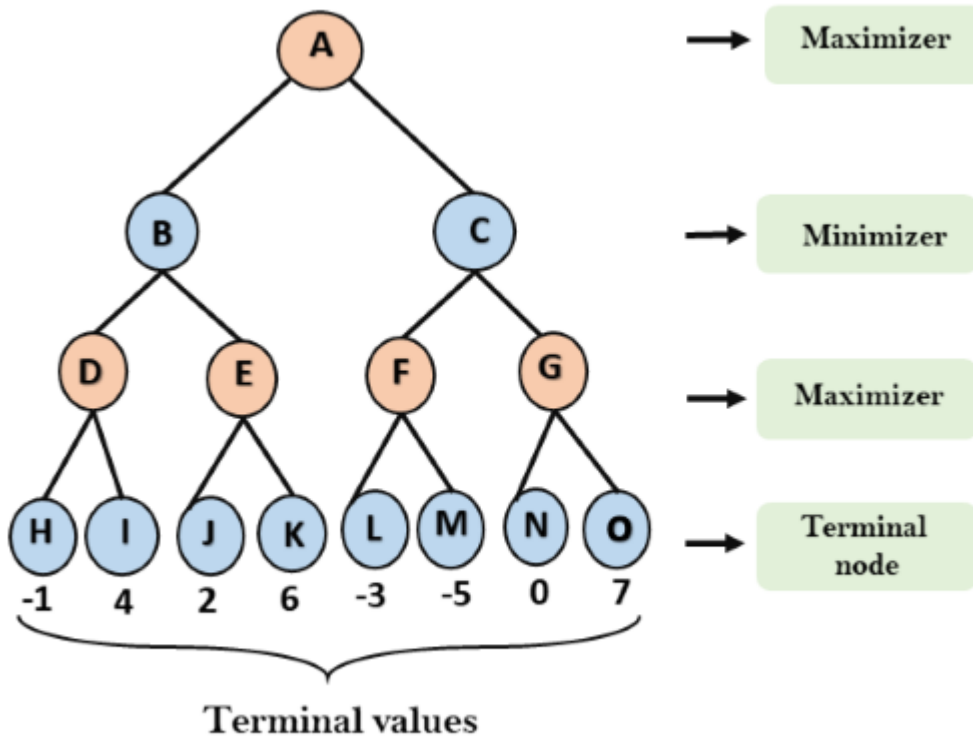 A
Maximizer
B
C
Minimizer
D
E
F
G
Maximizer
H
I
J
K
L
M
N
O
Terminal
node
-1
4
2
6
-3
-5
0
7
Terminal values